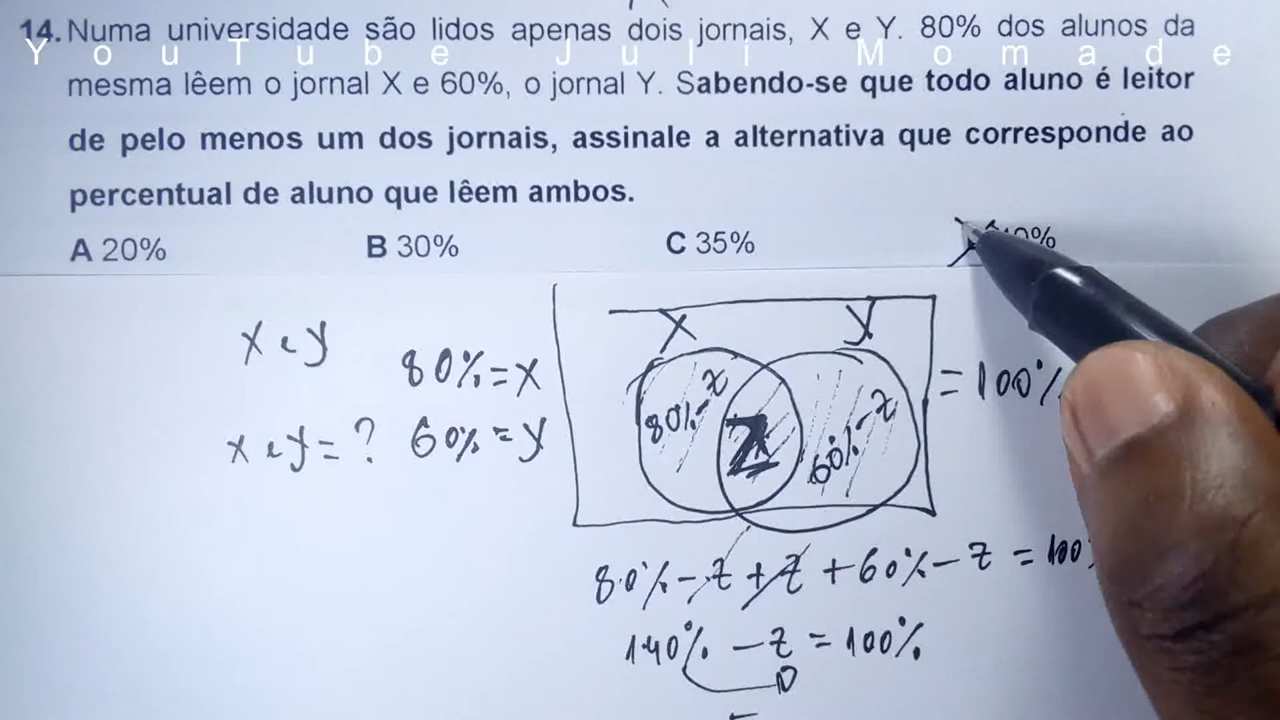 14. Numa universidade são lidos apenas dois jornais, X e Y. 80% dos alunos da
YouTube Juli Momade
mesma lêem o jornal X e 60%, o jornal Y. Sabendo-se que todo aluno é leitor
de pelo menos um dos jornais, assinale a alternativa que corresponde ao
percentual de aluno que lêem ambos.
A 20% B 30% C 35%
X Y
X e Y 80% = X 80%-Z Z 60%-Z = 100%
X e Y = ? 60% = Y
80% - Z + Z + 60% - Z = 100
140% - Z = 100%